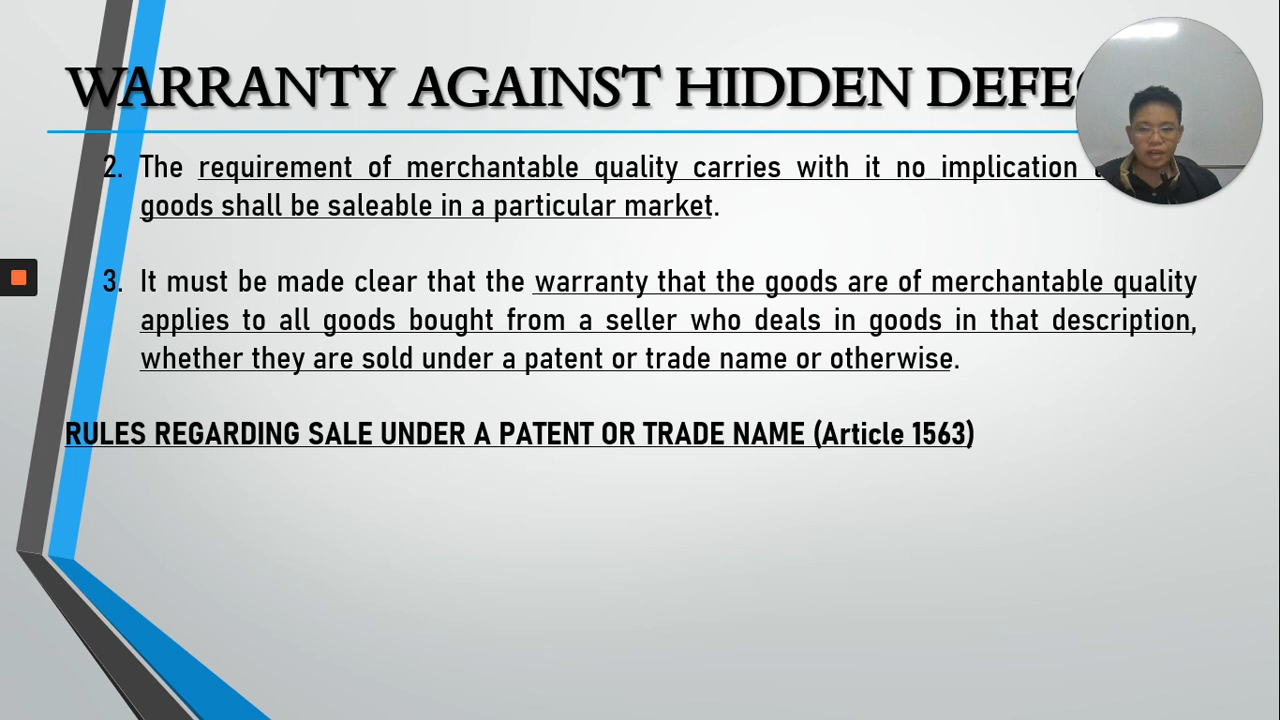 WARRANTY AGAINST HIDDEN
2. The requirement of merchantable quality carries with it no implication
goods shall be saleable in a particular market.
3. It must be made clear that the warranty that the goods are of merchantable quality
applies to all goods bought from a seller who deals in goods in that description,
whether they are sold under a patent or trade name or otherwise.
RULES REGARDING SALE UNDER A PATENT OR TRADE NAME (Article 1563)